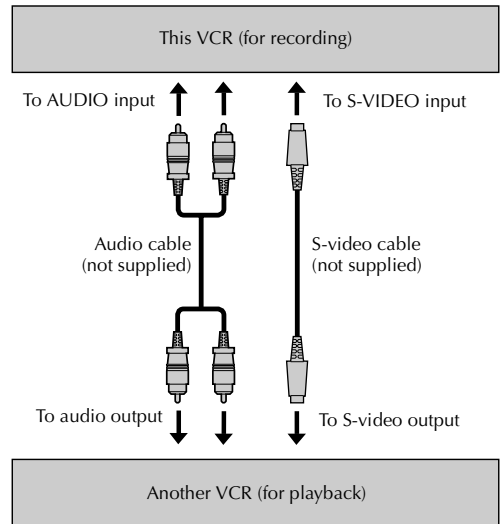 This VCR (for recording)
To AUDIO input
To S-VIDEO input
Audio cable
(not supplied)
S-video cable
(not supplied)
To audio output
To S-video output
Another VCR (for playback)